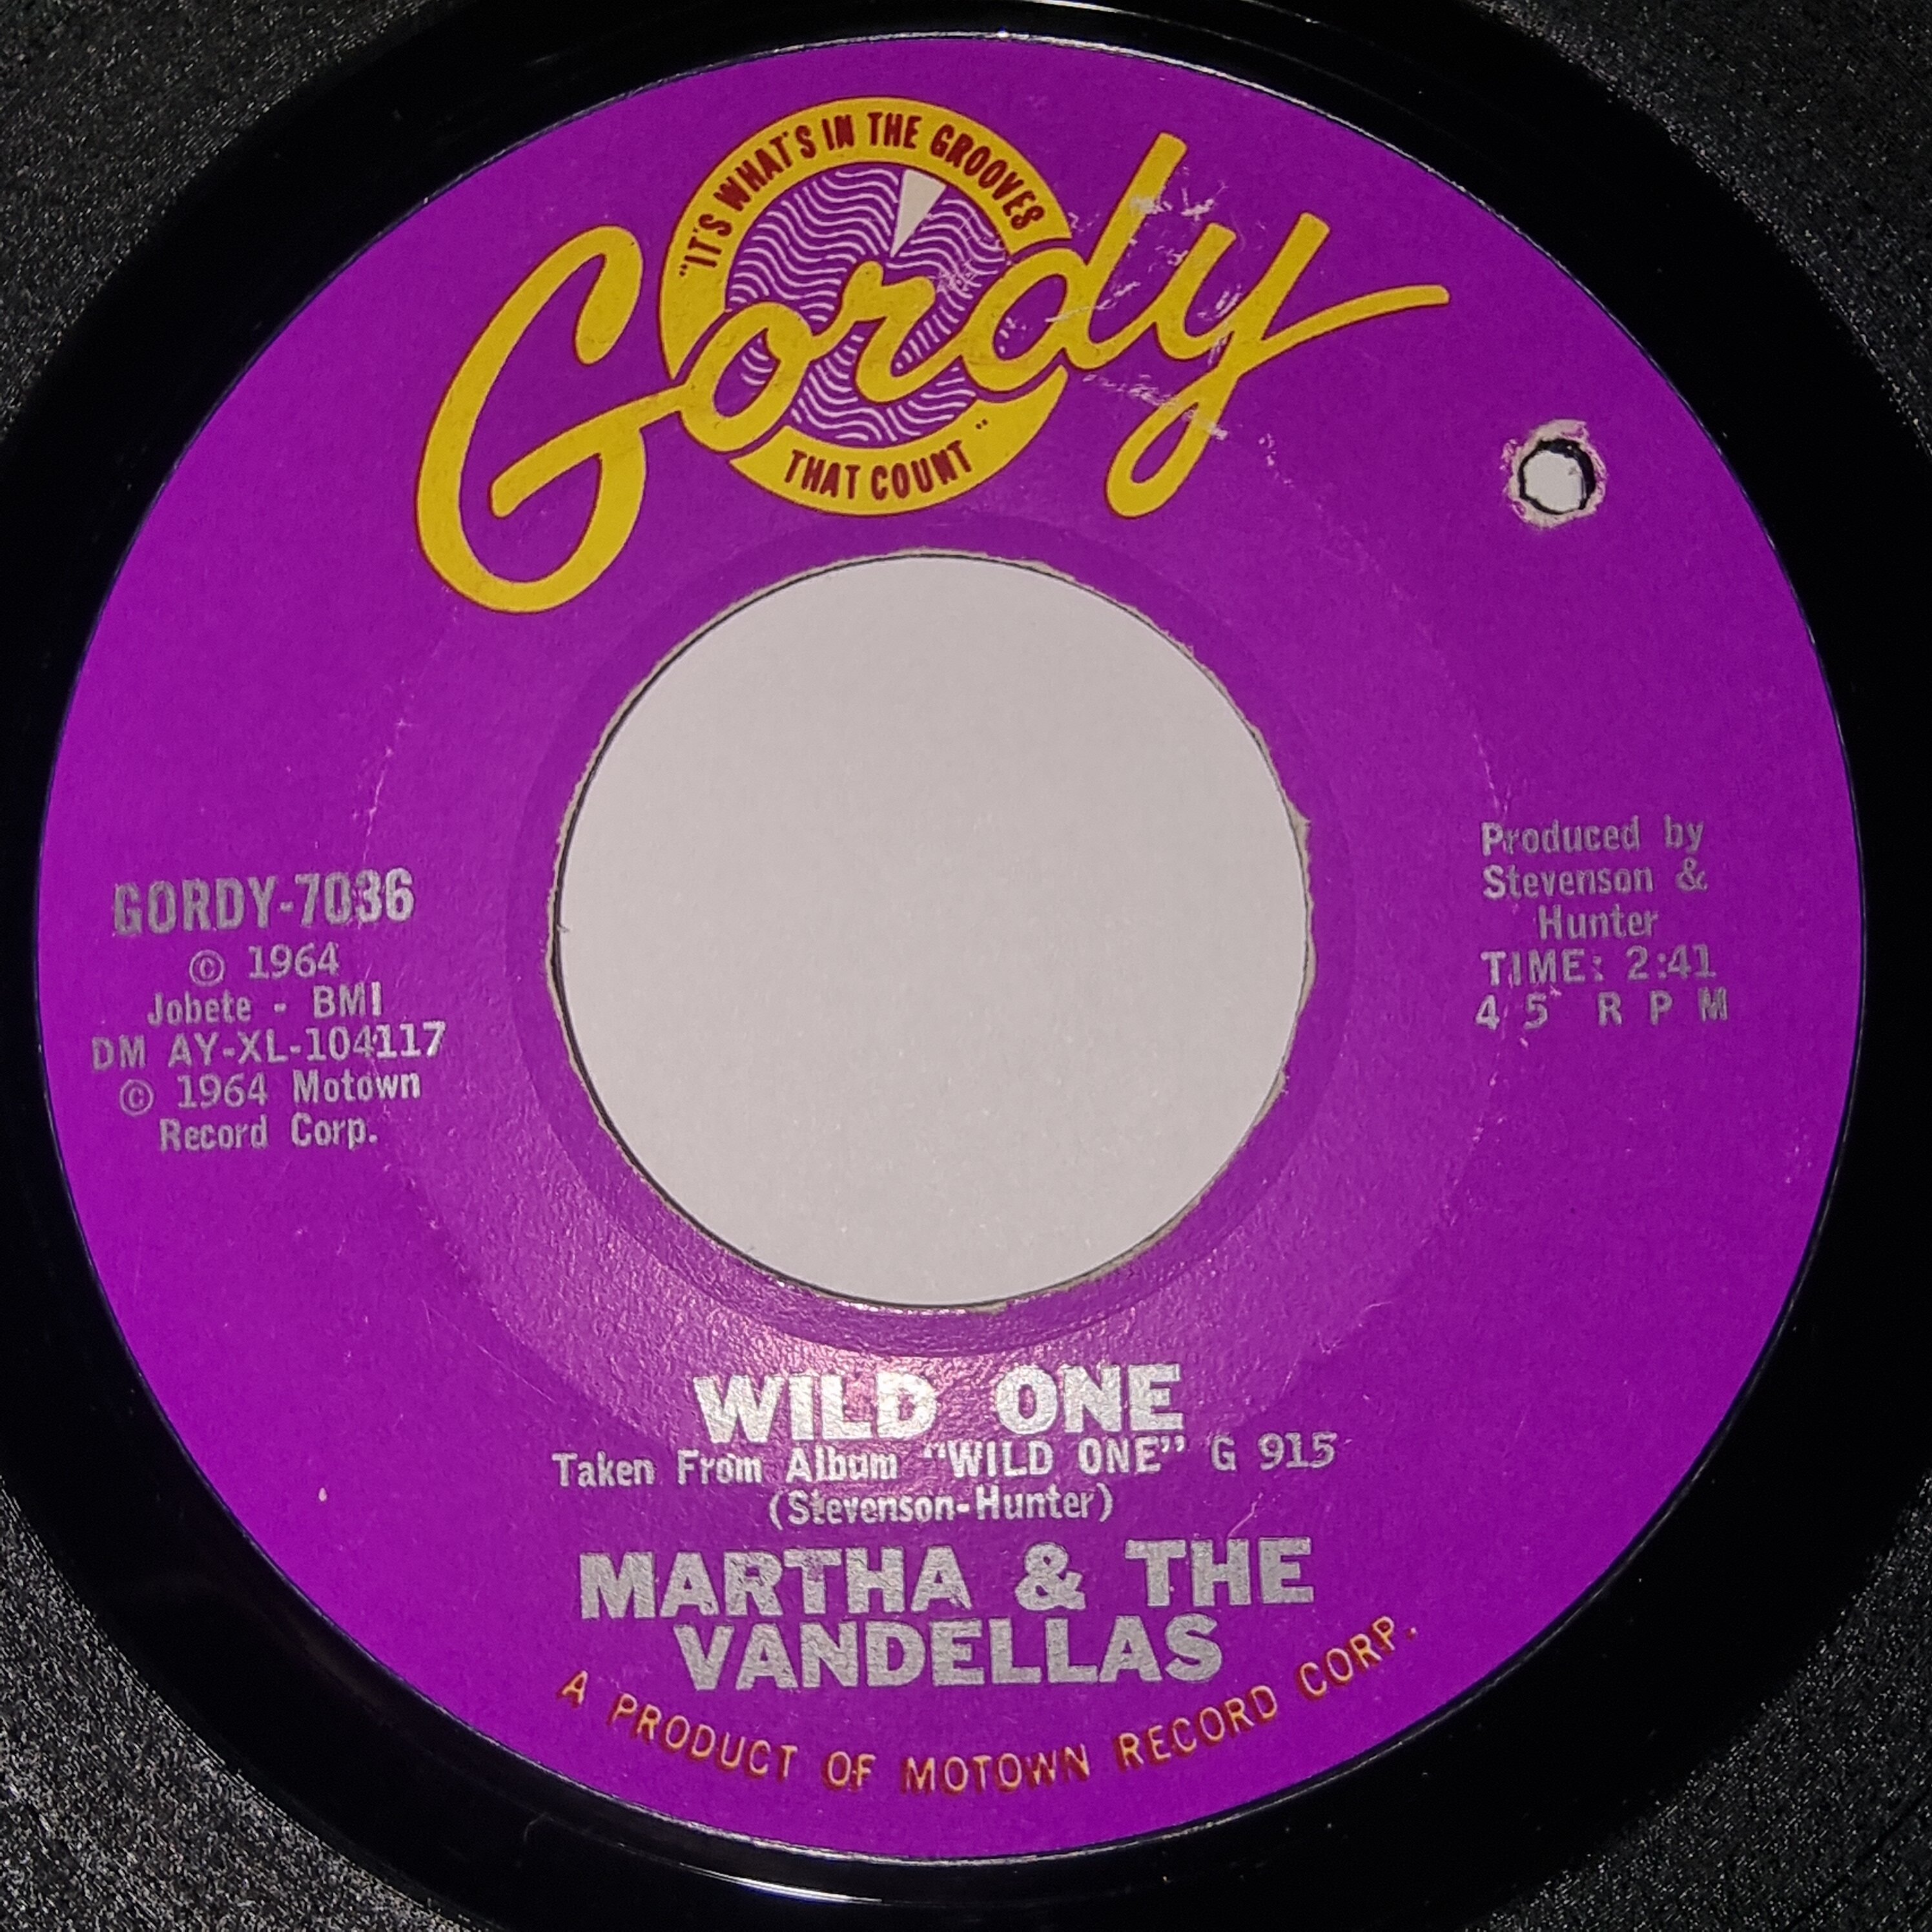 "IT'S WHAT'S IN THE GROOVES
Gordy
THAT COUNT"
GORDY-7036
© 1964
Jobete - BMI
DM AY-XL-104117
© 1964 Motown
Record Corp.
Produced by
Stevenson &
Hunter
TIME: 2:41
45 RPM
WILD ONE
Taken From Album "WILD ONE" G 915
(Stevenson-Hunter)
MARTHA & THE
VANDELLAS
A PRODUCT OF MOTOWN RECORD CORP.